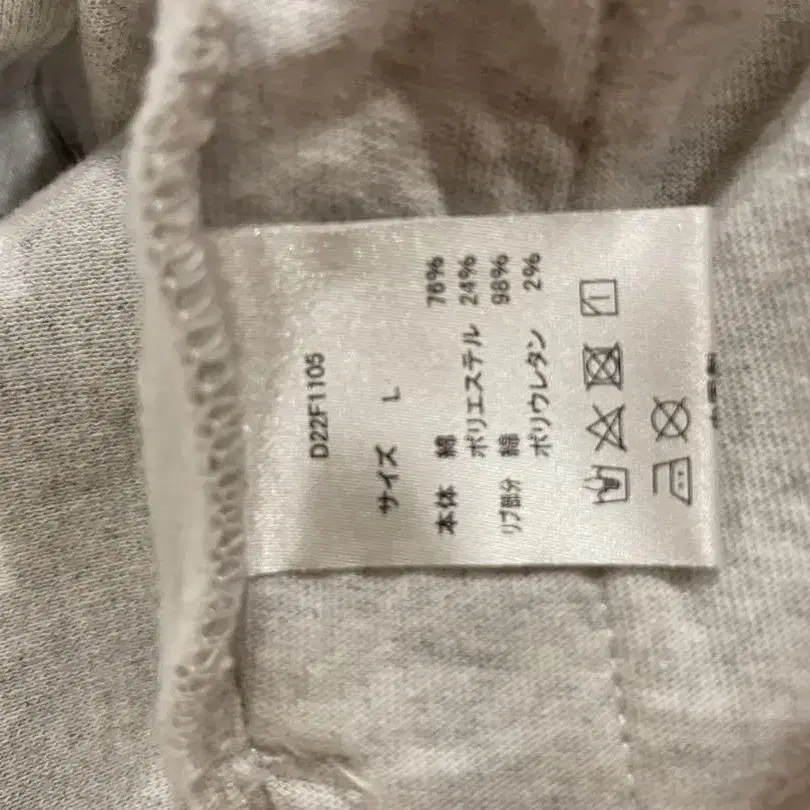 D22F1105
サイズ L
本体 綿 76%
ポリエステル 24%
リブ部分 綿 98%
ポリウレタン 2%